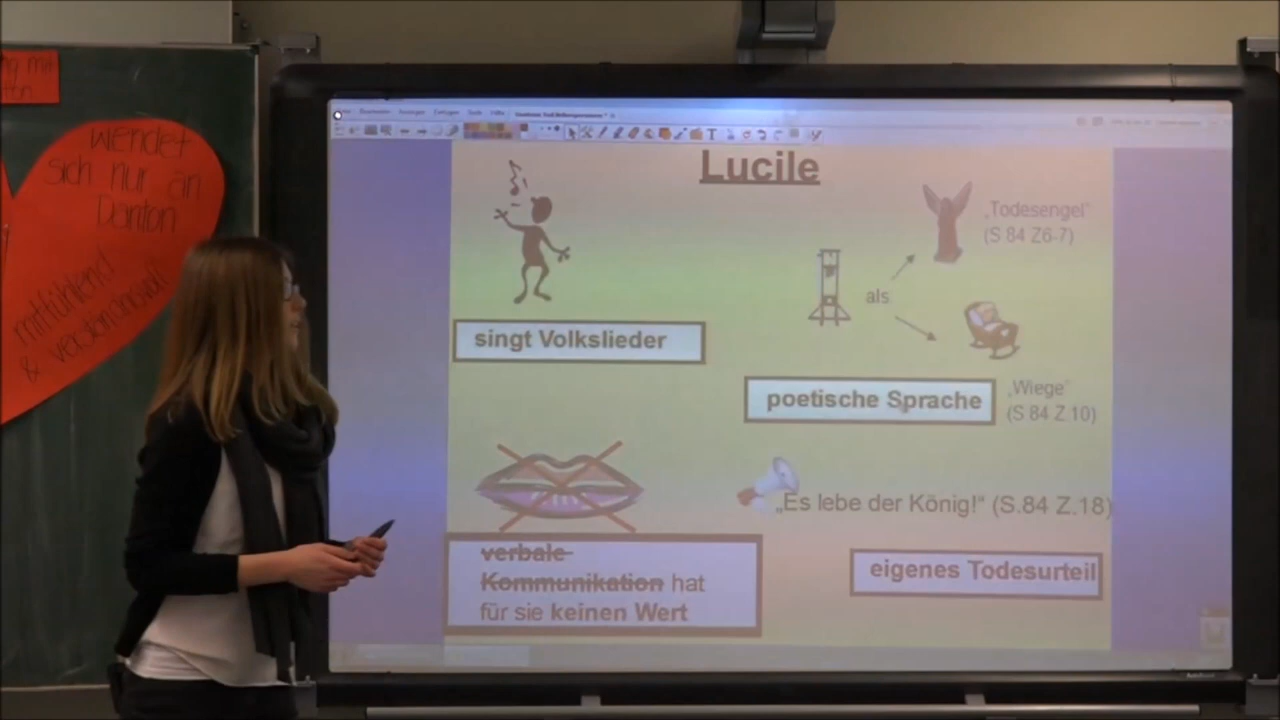 wendet
sich nur an
Danton
mitfühlend
& verständnisvoll
Lucile
„Todesengel“
(S 84 Z6-7)
als
singt Volkslieder
poetische Sprache
„Wiege“
(S 84 Z.10)
„Es lebe der König!“ (S.84 Z.18)
verbale
Kommunikation hat
für sie keinen Wert
eigenes Todesurteil